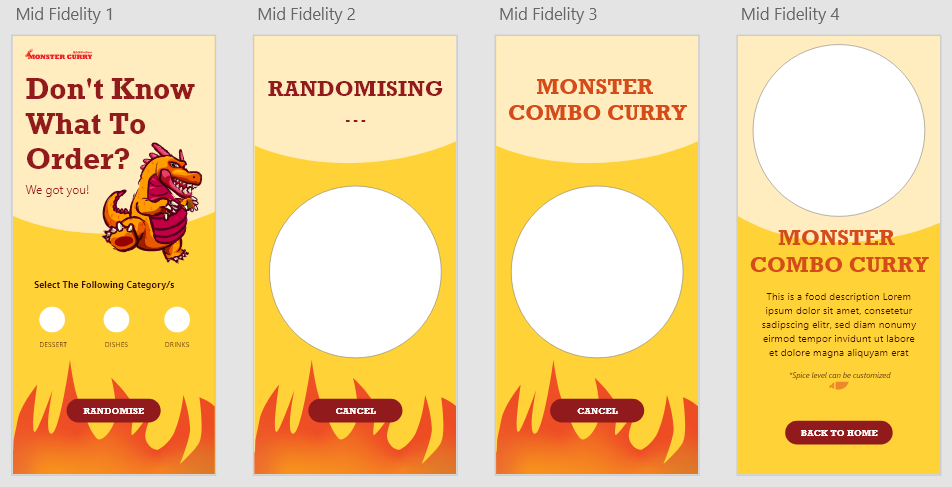 Mid Fidelity 1
MONSTER CURRY
Don't Know
What To
Order?
We got you!
Select The Following Category/s
DESSERT
DISHES
DRINKS
RANDOMISE
Mid Fidelity 2
RANDOMISING
...
CANCEL
Mid Fidelity 3
MONSTER
COMBO CURRY
CANCEL
Mid Fidelity 4
MONSTER
COMBO CURRY
This is a food description Lorem
ipsum dolor sit amet, consetetur
sadipscing elitr, sed diam nonumy
eirmod tempor invidunt ut labore
et dolore magna aliquyam erat
*Spice level can be customized
BACK TO HOME